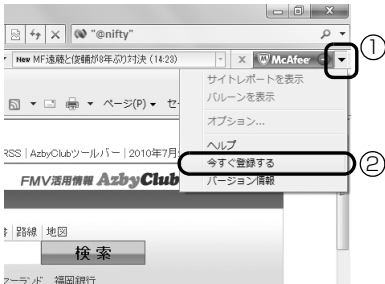 "@nifty"
New MF遠藤と俊輔が8年ぶり対決 (14:23)
McAfee
①
サイトレポートを表示
バルーンを表示
オプション...
ページ(P)
ヘルプ
今すぐ登録する
②
バージョン情報
RSS | AzbyClubツールバー | 2010年7月
FMV活用情報 AzbyClub
路線 地図
検索
福岡銀行